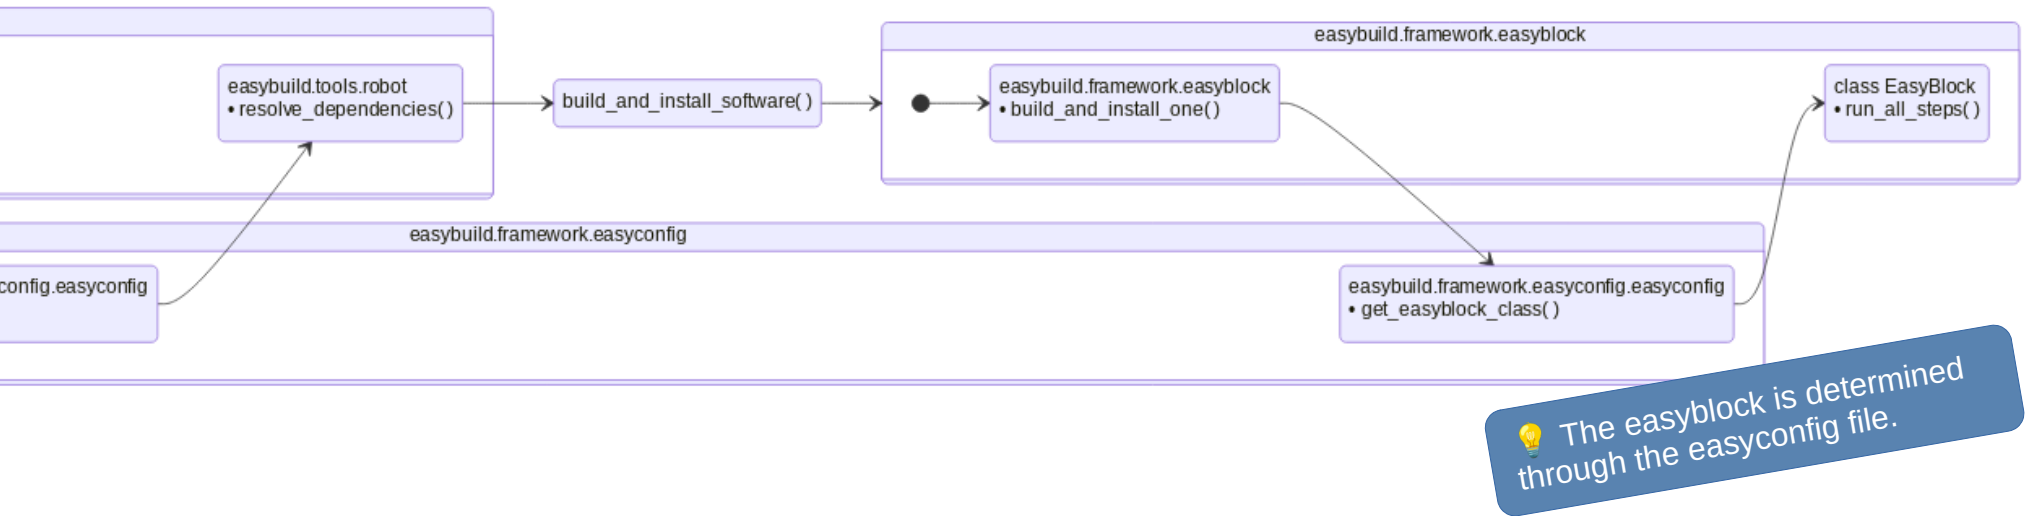 easybuild.framework.easyblock
easybuild.tools.robot
• resolve_dependencies( )
build_and_install_software( )
easybuild.framework.easyblock
• build_and_install_one( )
class EasyBlock
• run_all_steps( )
easybuild.framework.easyconfig
config.easyconfig
easybuild.framework.easyconfig.easyconfig
• get_easyblock_class( )
💡 The easyblock is determined
through the easyconfig file.